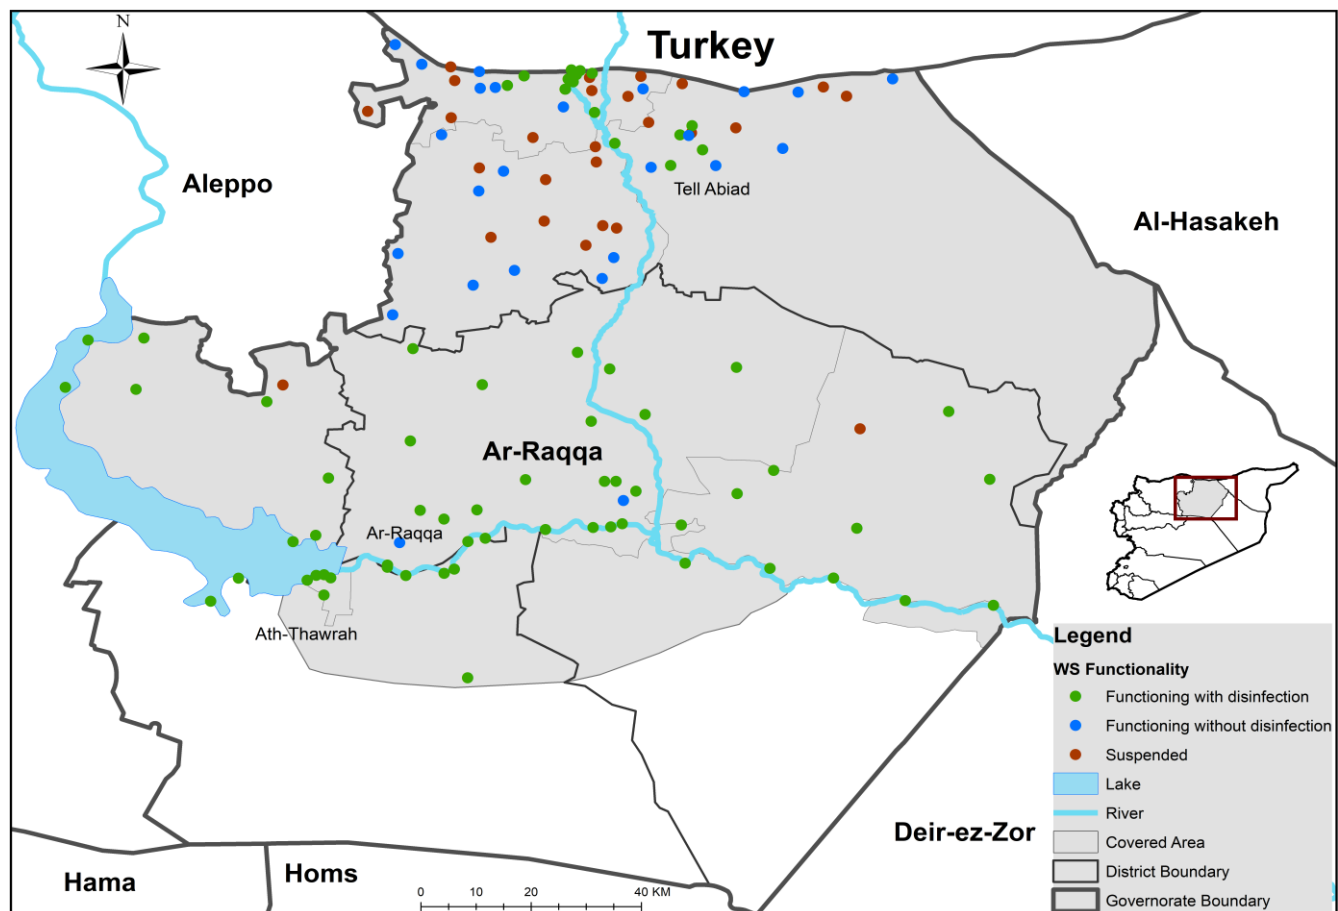 N
Turkey
Aleppo
Tell Abiad
Al-Hasakeh
Ar-Raqqa
Ar-Raqqa
Ath-Thawrah
Deir-ez-Zor
Hama
Homs
0 10 20 40 KM
Legend
WS Functionality
Functioning with disinfection
Functioning without disinfection
Suspended
Lake
River
Covered Area
District Boundary
Governorate Boundary